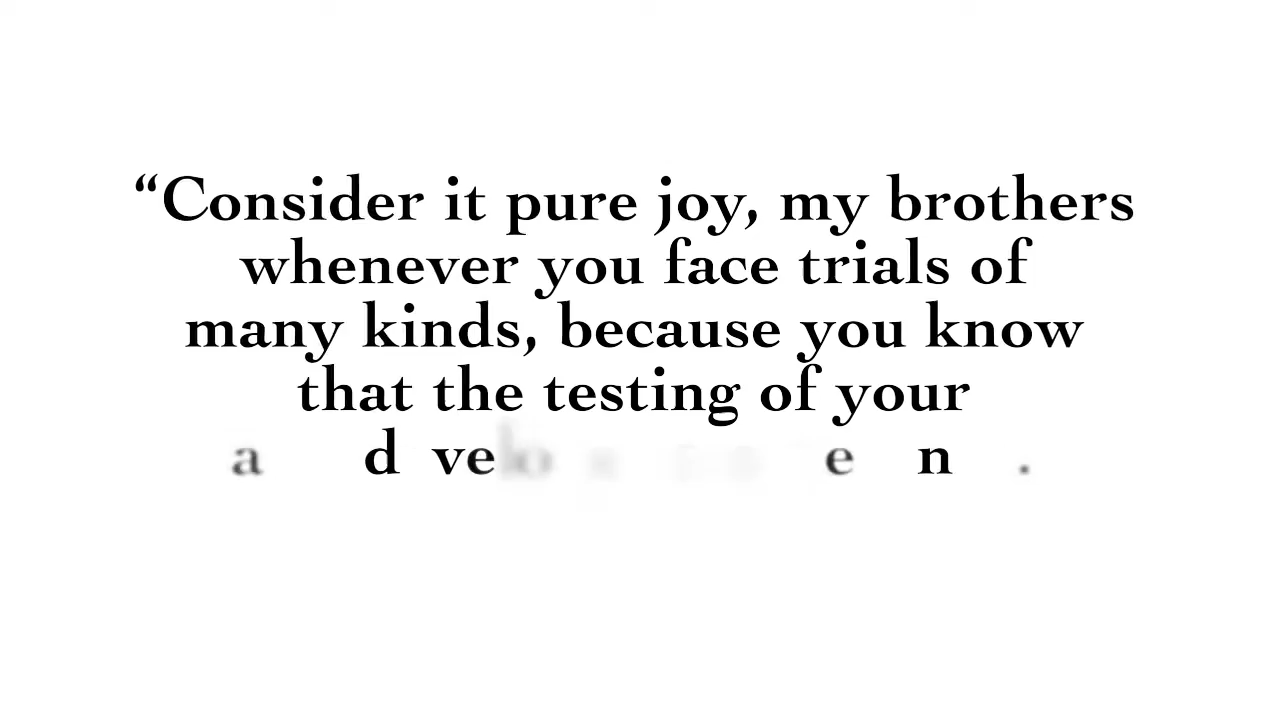 “Consider it pure joy, my brothers
whenever you face trials of
many kinds, because you know
that the testing of your